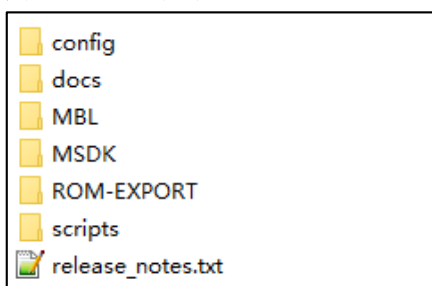 config
docs
MBL
MSDK
ROM-EXPORT
scripts
release_notes.txt